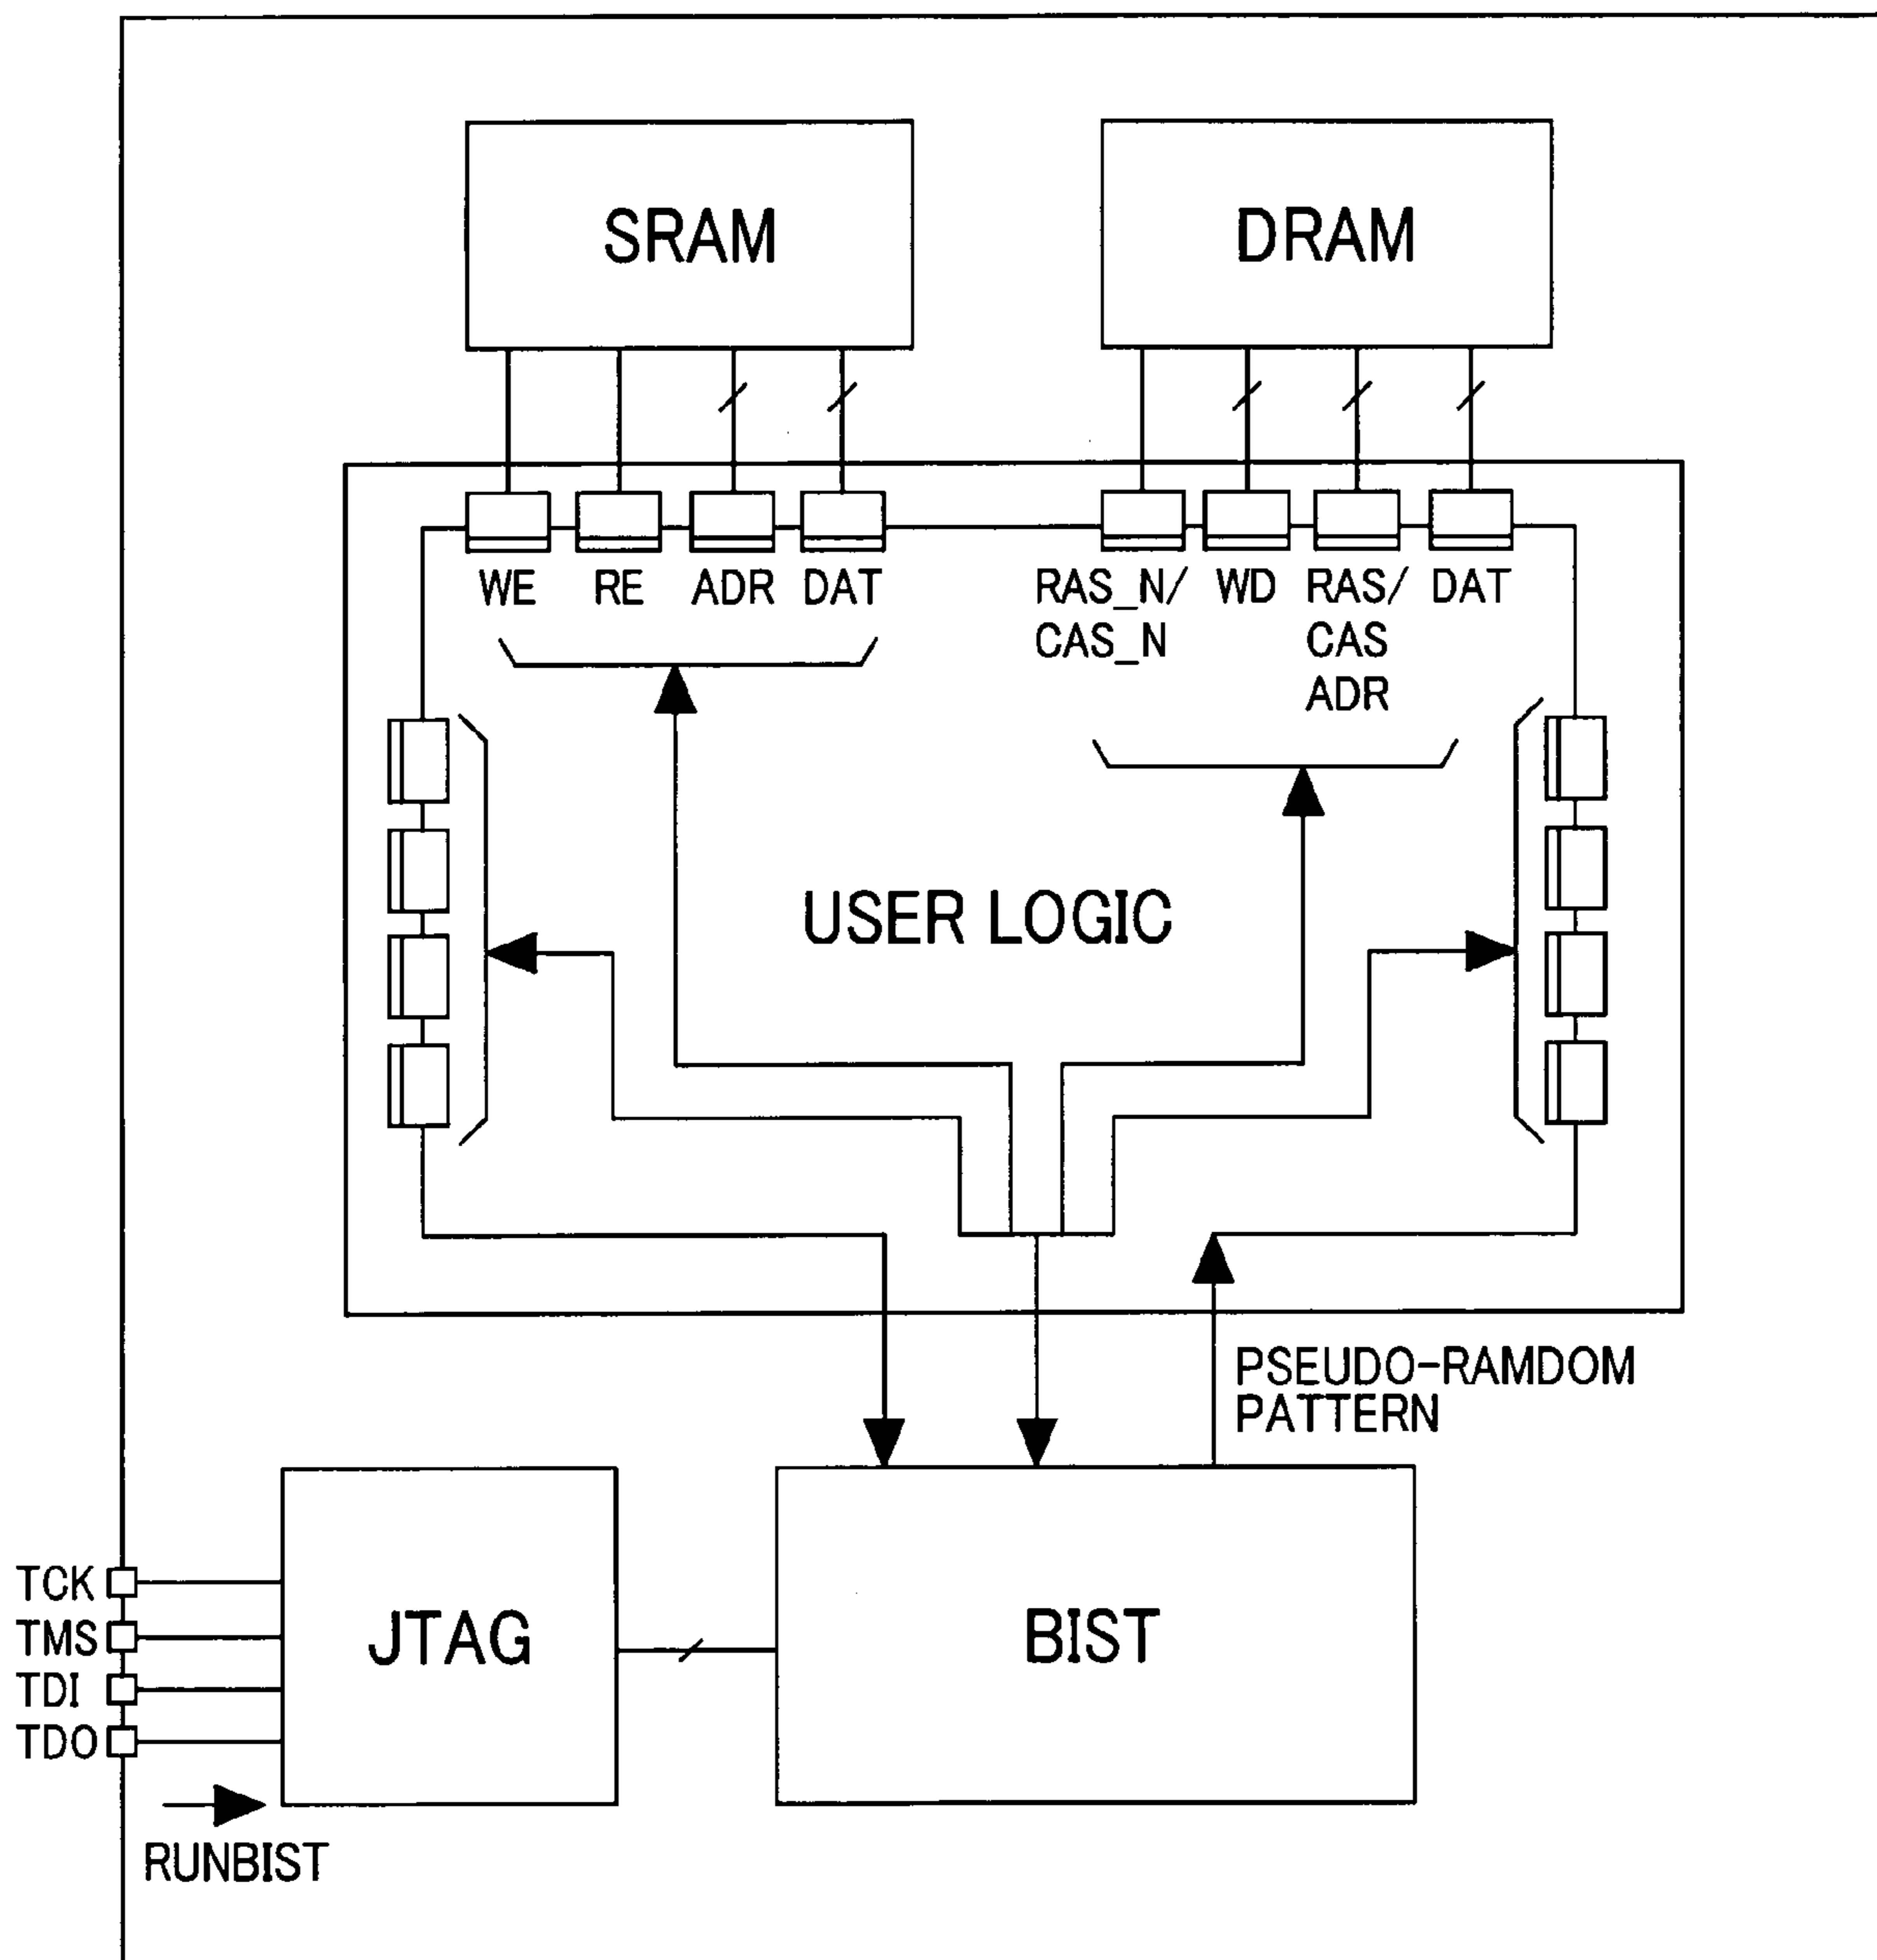 SRAM
DRAM
WE RE ADR DAT
RAS_N/ WD RAS/ DAT
CAS_N CAS
ADR
USER LOGIC
PSEUDO-RAMDOM
PATTERN
TCK
TMS
TDI
TDO
JTAG
BIST
RUNBIST